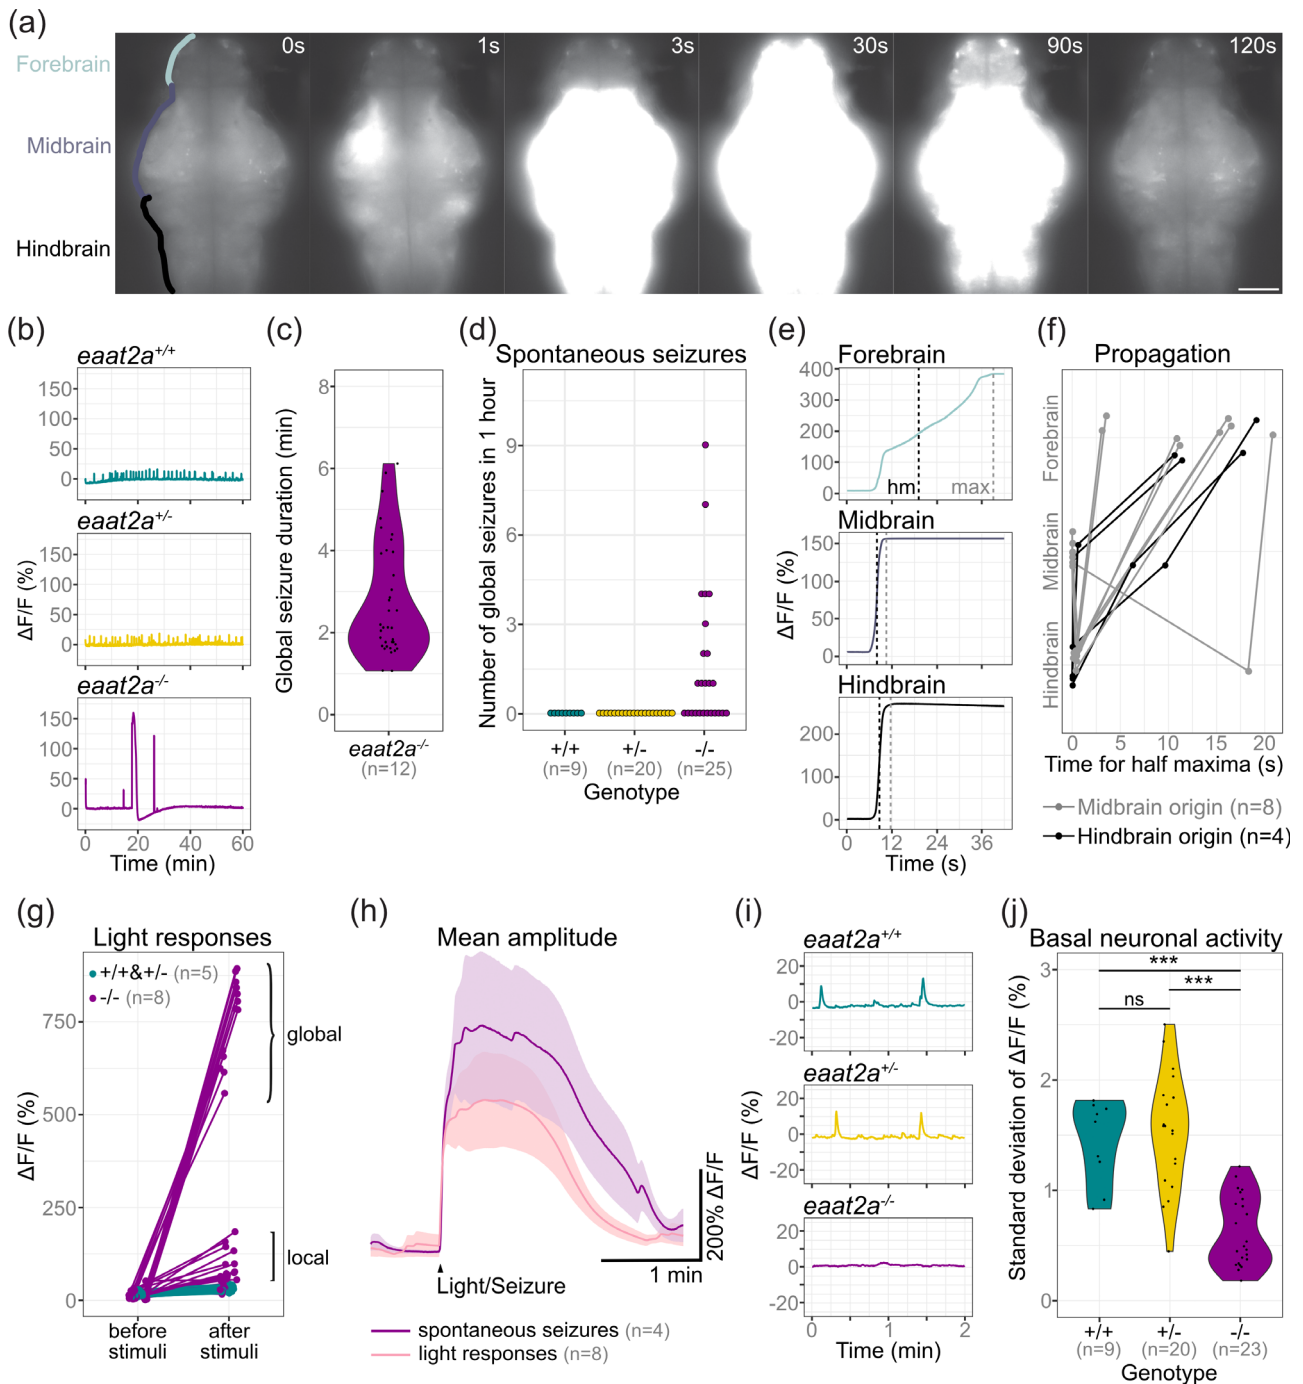 (a)
0s
1s
3s
30s
90s
120s
Forebrain
Midbrain
Hindbrain
(b)
eaat2a+/+
150
100
50
0
eaat2a+/-
150
100
50
0
ΔF/F (%)
eaat2a-/-
150
100
50
0
0
20
40
60
Time (min)
(c)
Global seizure duration (min)
8
6
4
2
0
eaat2a-/-
(n=12)
(d)
Spontaneous seizures
Number of global seizures in 1 hour
9
6
3
0
+/+
+/-
-/-
(n=9)
(n=20)
(n=25)
Genotype
(e)
Forebrain
400
300
200
100
0
hm
max
Midbrain
150
100
50
0
ΔF/F (%)
Hindbrain
200
100
0
0
12
24
36
Time (s)
(f)
Propagation
Forebrain
Midbrain
Hindbrain
0
5
10
15
20
Time for half maxima (s)
Midbrain origin (n=8)
Hindbrain origin (n=4)
(g)
Light responses
+/+&+/- (n=5)
-/- (n=8)
750
500
250
0
ΔF/F (%)
global
local
before
stimuli
after
stimuli
(h)
Mean amplitude
200% ΔF/F
1 min
Light/Seizure
spontaneous seizures (n=4)
light responses (n=8)
(i)
eaat2a+/+
20
0
-20
eaat2a+/-
20
0
-20
ΔF/F (%)
eaat2a-/-
20
0
-20
0
1
2
Time (min)
(j)
Basal neuronal activity
Standard deviation of ΔF/F (%)
3
2
1
0
***
***
ns
+/+
+/-
-/-
(n=9)
(n=20)
(n=23)
Genotype